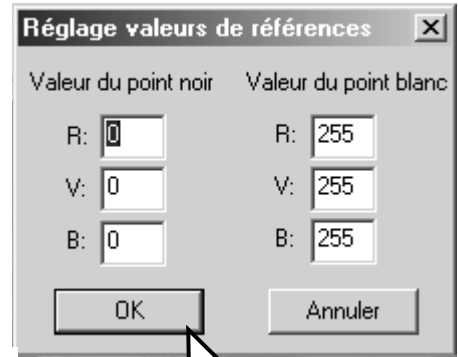 Réglage valeurs de références
Valeur du point noir Valeur du point blanc
R: 0 R: 255
V: 0 V: 255
B: 0 B: 255
OK Annuler